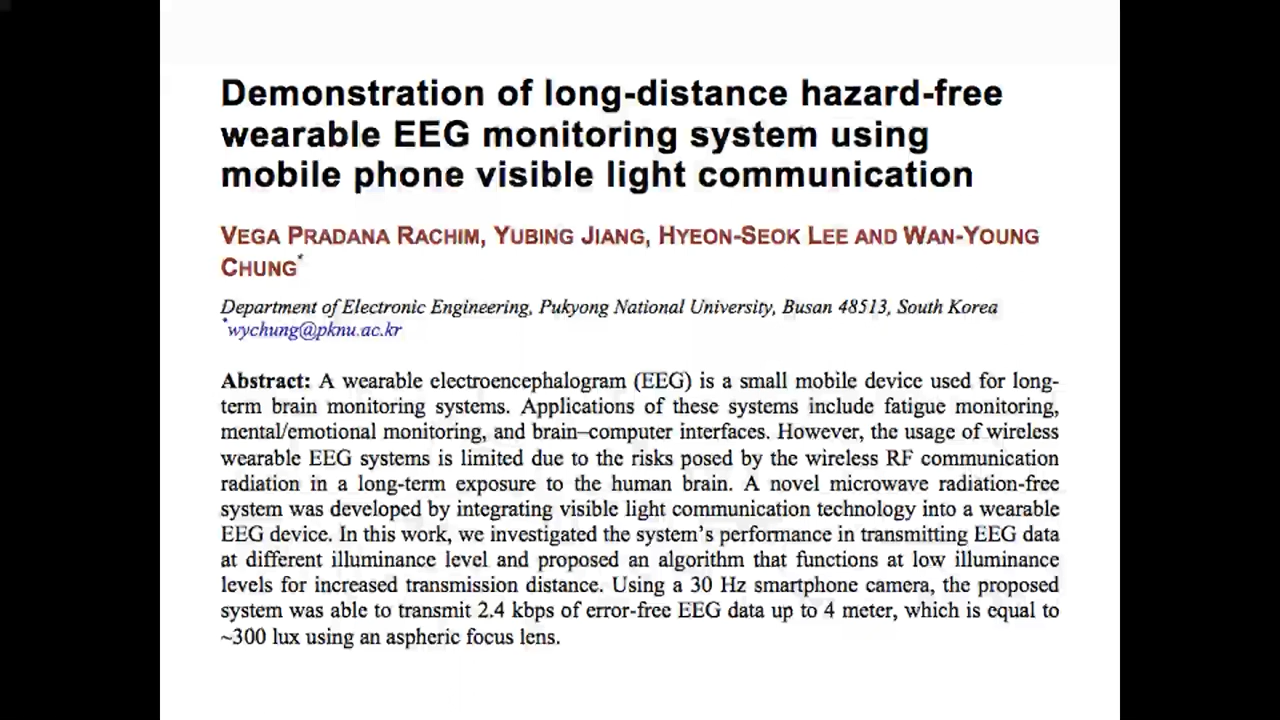 Demonstration of long-distance hazard-free
wearable EEG monitoring system using
mobile phone visible light communication
VEGA PRADANA RACHIM, YUBING JIANG, HYEON-SEOK LEE AND WAN-YOUNG
CHUNG*
Department of Electronic Engineering, Pukyong National University, Busan 48513, South Korea
*wychung@pknu.ac.kr
Abstract: A wearable electroencephalogram (EEG) is a small mobile device used for long-
term brain monitoring systems. Applications of these systems include fatigue monitoring,
mental/emotional monitoring, and brain–computer interfaces. However, the usage of wireless
wearable EEG systems is limited due to the risks posed by the wireless RF communication
radiation in a long-term exposure to the human brain. A novel microwave radiation-free
system was developed by integrating visible light communication technology into a wearable
EEG device. In this work, we investigated the system's performance in transmitting EEG data
at different illuminance level and proposed an algorithm that functions at low illuminance
levels for increased transmission distance. Using a 30 Hz smartphone camera, the proposed
system was able to transmit 2.4 kbps of error-free EEG data up to 4 meter, which is equal to
~300 lux using an aspheric focus lens.